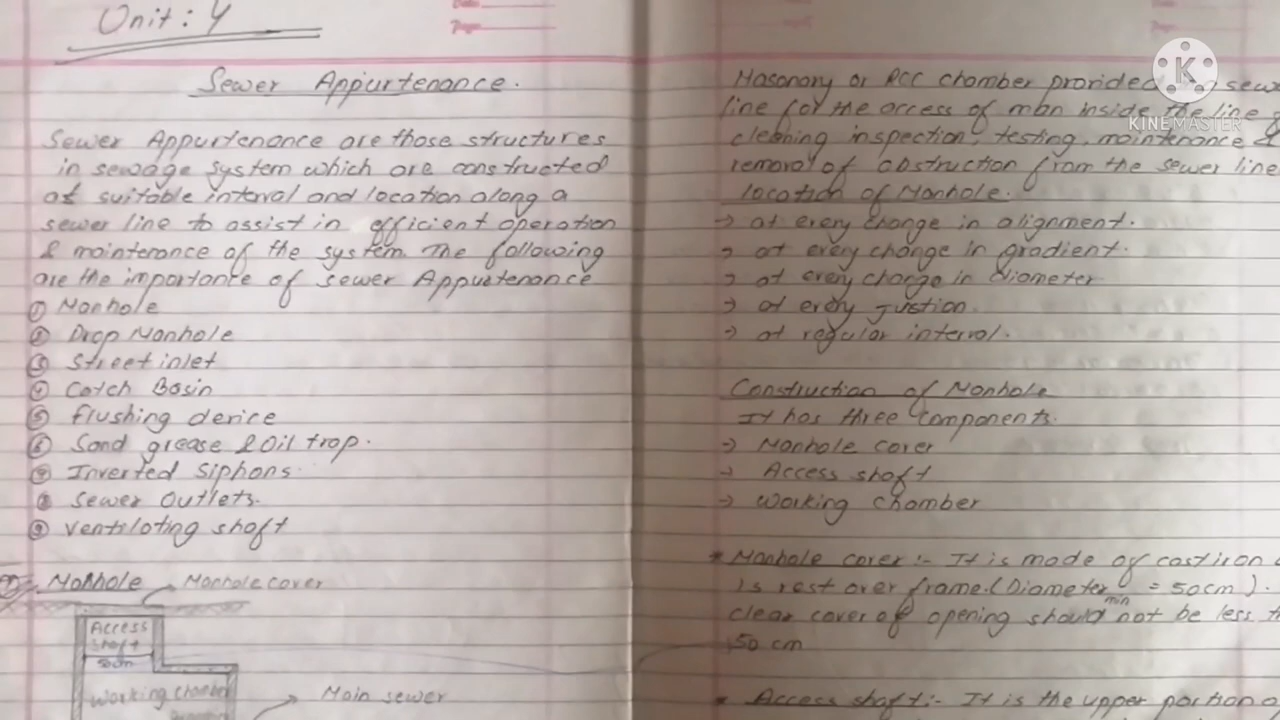 Unit: 4
Date:
Page:
Sewer Appurtenance.
Sewer Appurtenance are those structures
in sewage system which are constructed
at suitable interval and location along a
sewer line to assist in efficient operation
& maintenance of the system. The following
are the importance of sewer Appurtenance
① Manhole
② Drop Manhole
③ Street inlet
④ Catch Basin
⑤ flushing device
⑥ Sand grease & Oil trap.
⑦ Inverted Siphons.
⑧ Sewer Outlets.
⑨ ventilating shaft
Manhole → Manhole cover
Access
Shaft
50cm
Working chamber
→ Main sewer
Masonary or RCC chamber provided sewer
line for the access of man inside the line
cleaning inspection, testing, maintenance &
removal of obstruction from the sewer line
location of Manhole.
→ at every change in alignment.
→ at every change in gradient.
→ at every change in diameter
→ at every Justion.
→ at regular interval.
Construction of Manhole
It has three components.
→ Manhole cover
→ Access shaft
→ working chamber
* Manhole cover :- It is made of cast iron
is rest over frame. (Diameter min = 50cm).
clear cover of opening should not be less
50 cm
* Access shaft:- It is the upper portion of
KINEMASTER